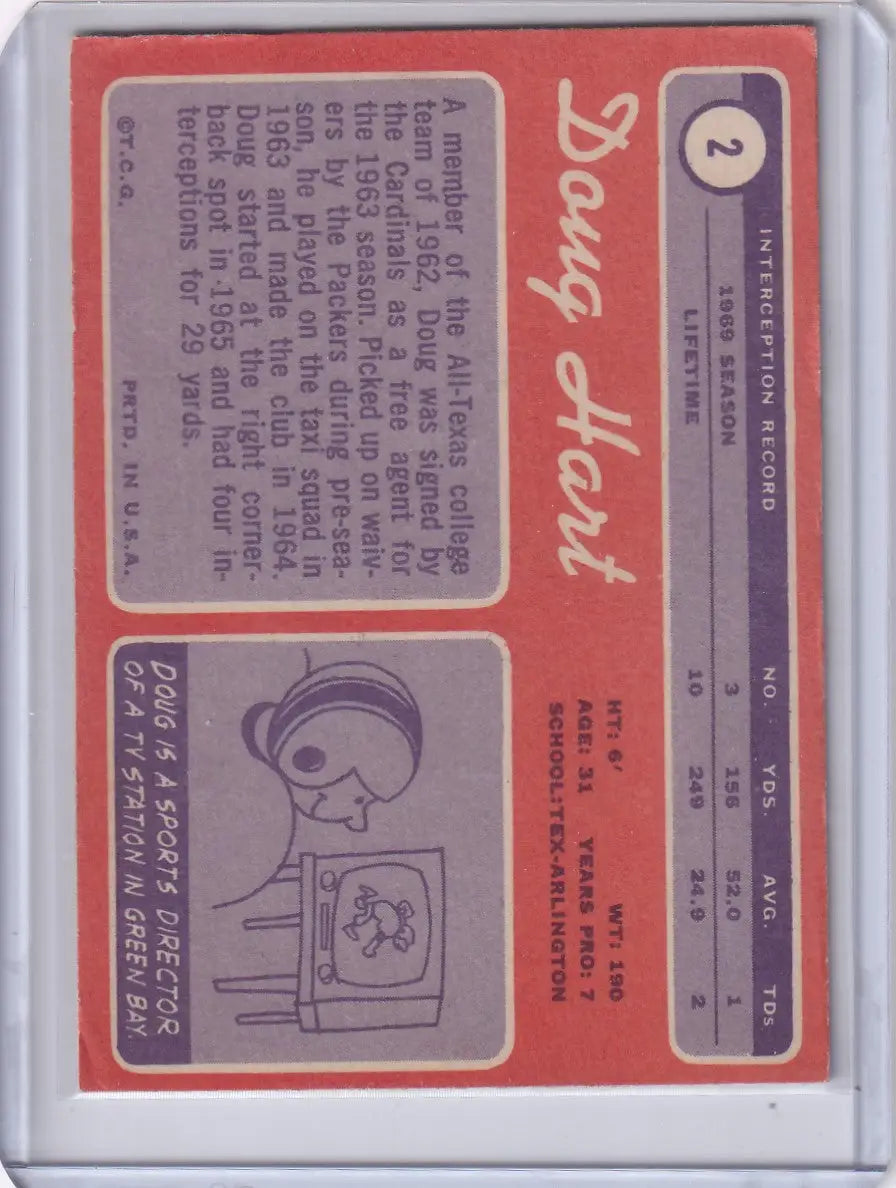 2
INTERCEPTION RECORD NO. YDS. AVG. TDS
1969 SEASON 3 156 52.0 1
LIFETIME 10 249 24.9 2
Doug Hart
HT: 6' WT: 190
AGE: 31 YEARS PRO: 7
SCHOOL: TEX-ARLINGTON
A member of the All-Texas college
team of 1962, Doug was signed by
the Cardinals as a free agent for
the 1963 season. Picked up on waiv-
ers by the Packers during pre-sea-
son, he played on the taxi squad in
1963 and made the club in 1964.
Doug started at the right corner-
back spot in 1965 and had four in-
terceptions for 29 yards.
©T.C.G. PRTD. IN U.S.A.
DOUG IS A SPORTS DIRECTOR
OF A TV STATION IN GREEN BAY.